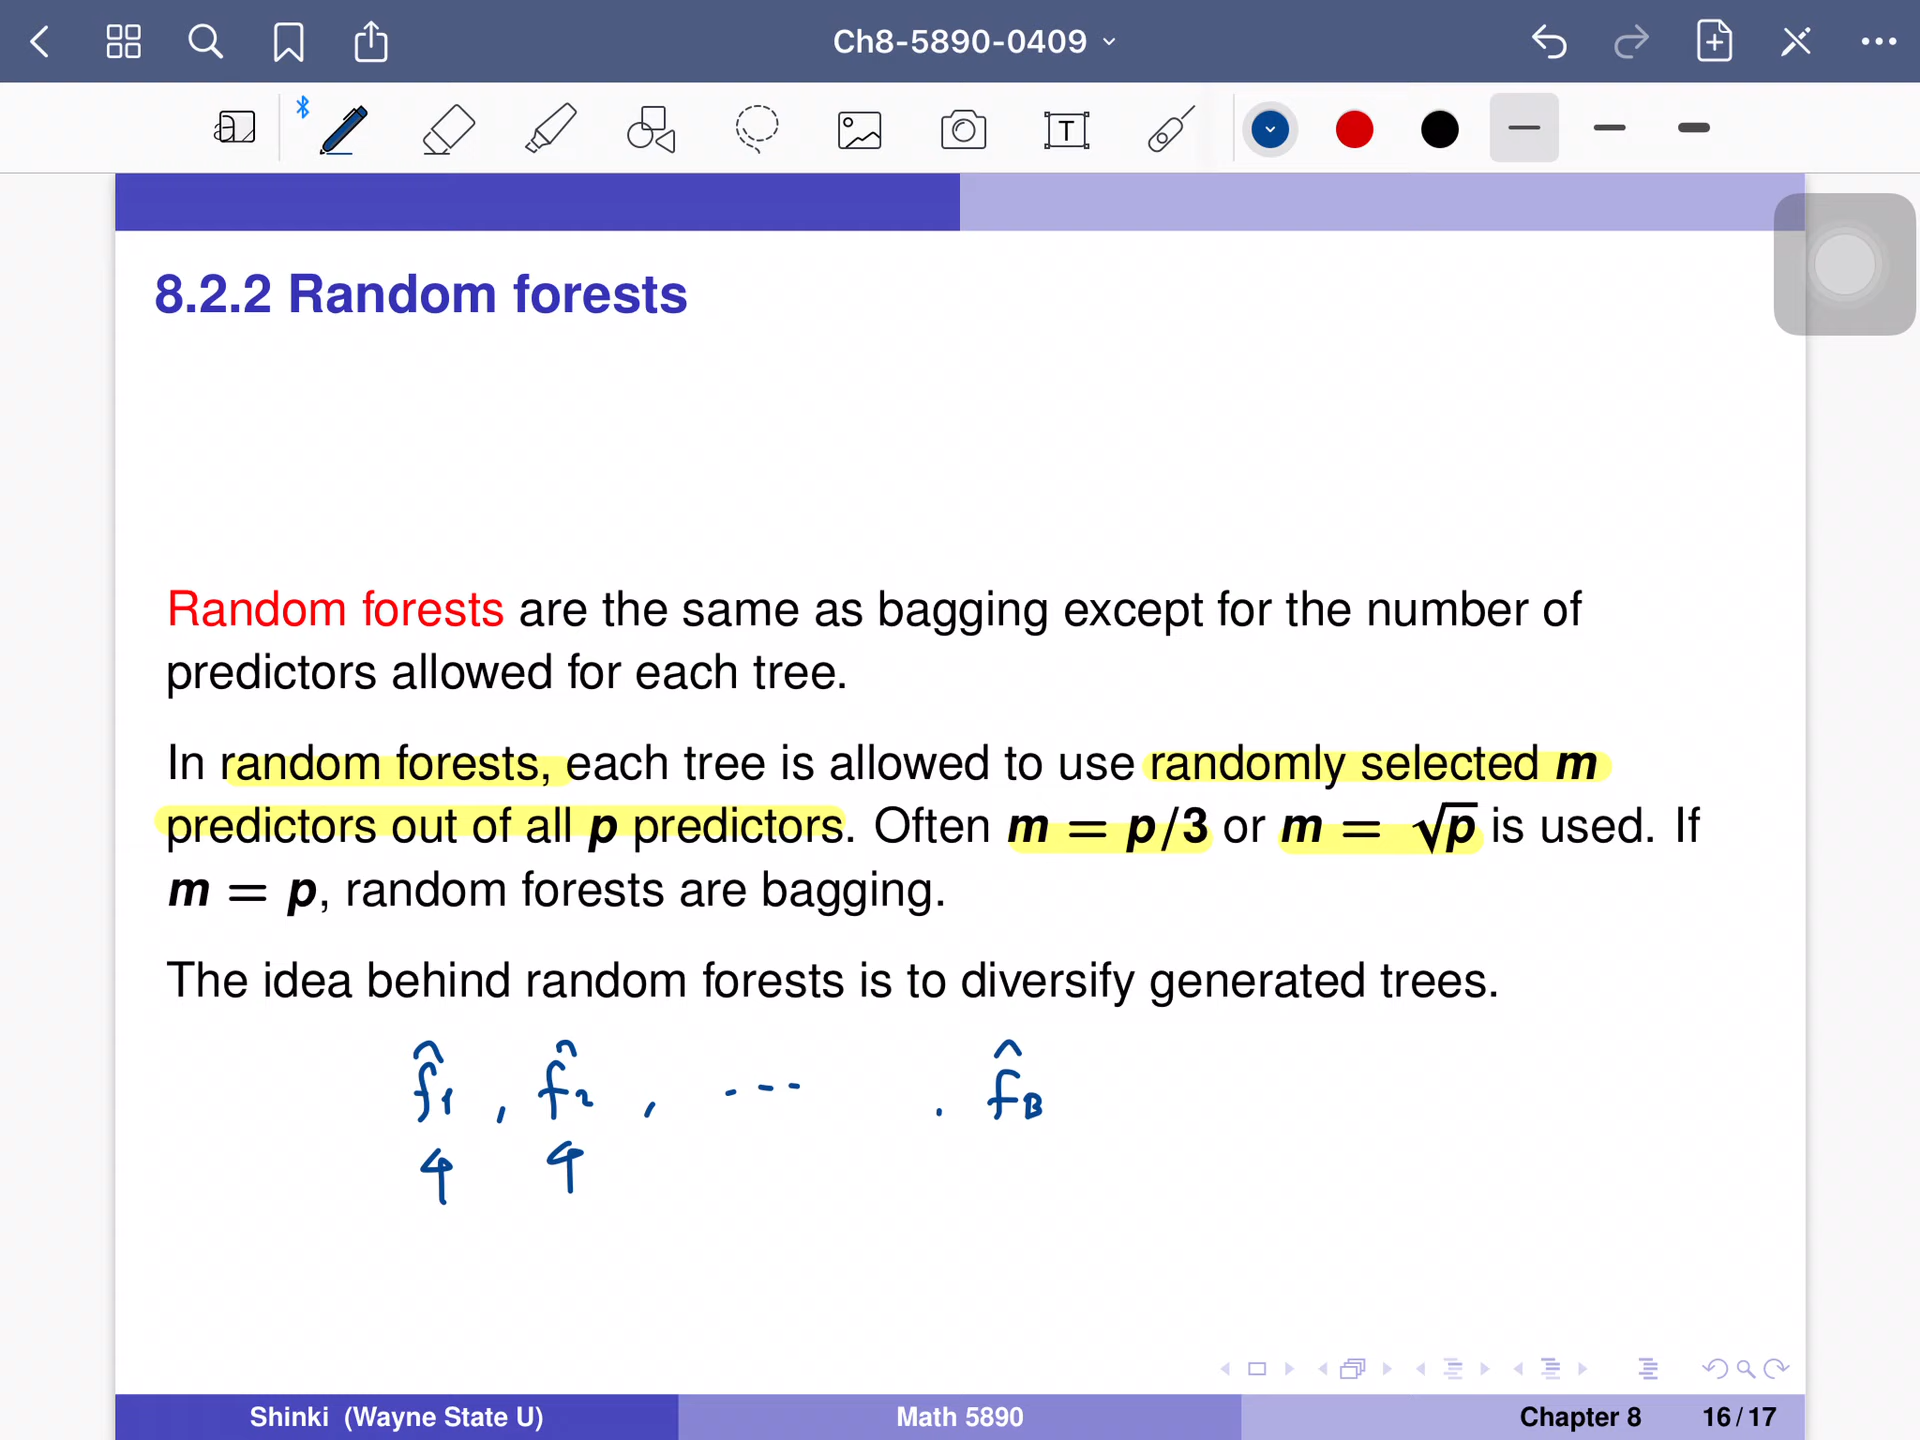 Ch8-5890-0409
8.2.2 Random forests
Random forests are the same as bagging except for the number of
predictors allowed for each tree.
In random forests, each tree is allowed to use randomly selected m
predictors out of all p predictors. Often m = p/3 or m = √p is used. If
m = p, random forests are bagging.
The idea behind random forests is to diversify generated trees.
f̂1 , f̂2 , --- . f̂B
4 4
Shinki (Wayne State U) Math 5890 Chapter 8 16 / 17